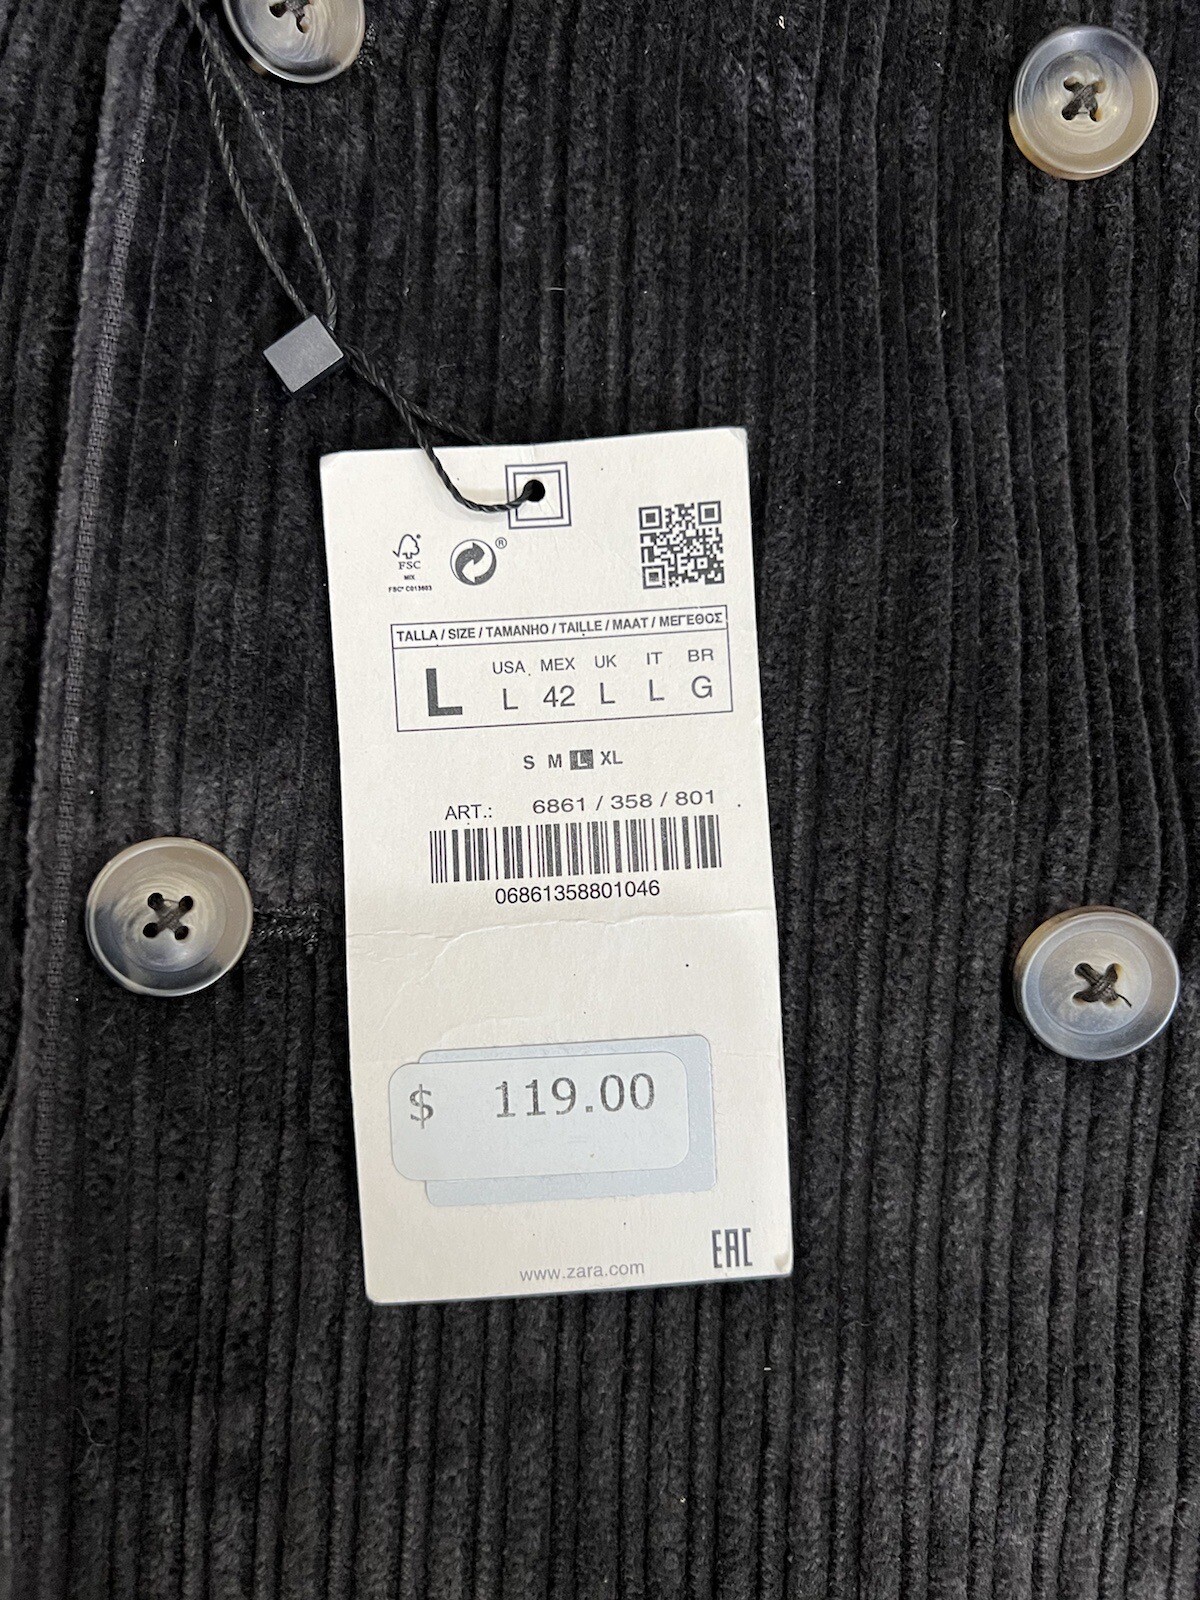 FSC
MIX
FSC® C013603
®
TALLA / SIZE / TAMANHO / TAILLE / MAAT / ΜΕΓΕΘΟΣ
L
USA MEX UK IT BR
L 42 L L G
S M L XL
ART.: 6861 / 358 / 801
06861358801046
$ 119.00
EAC
www.zara.com